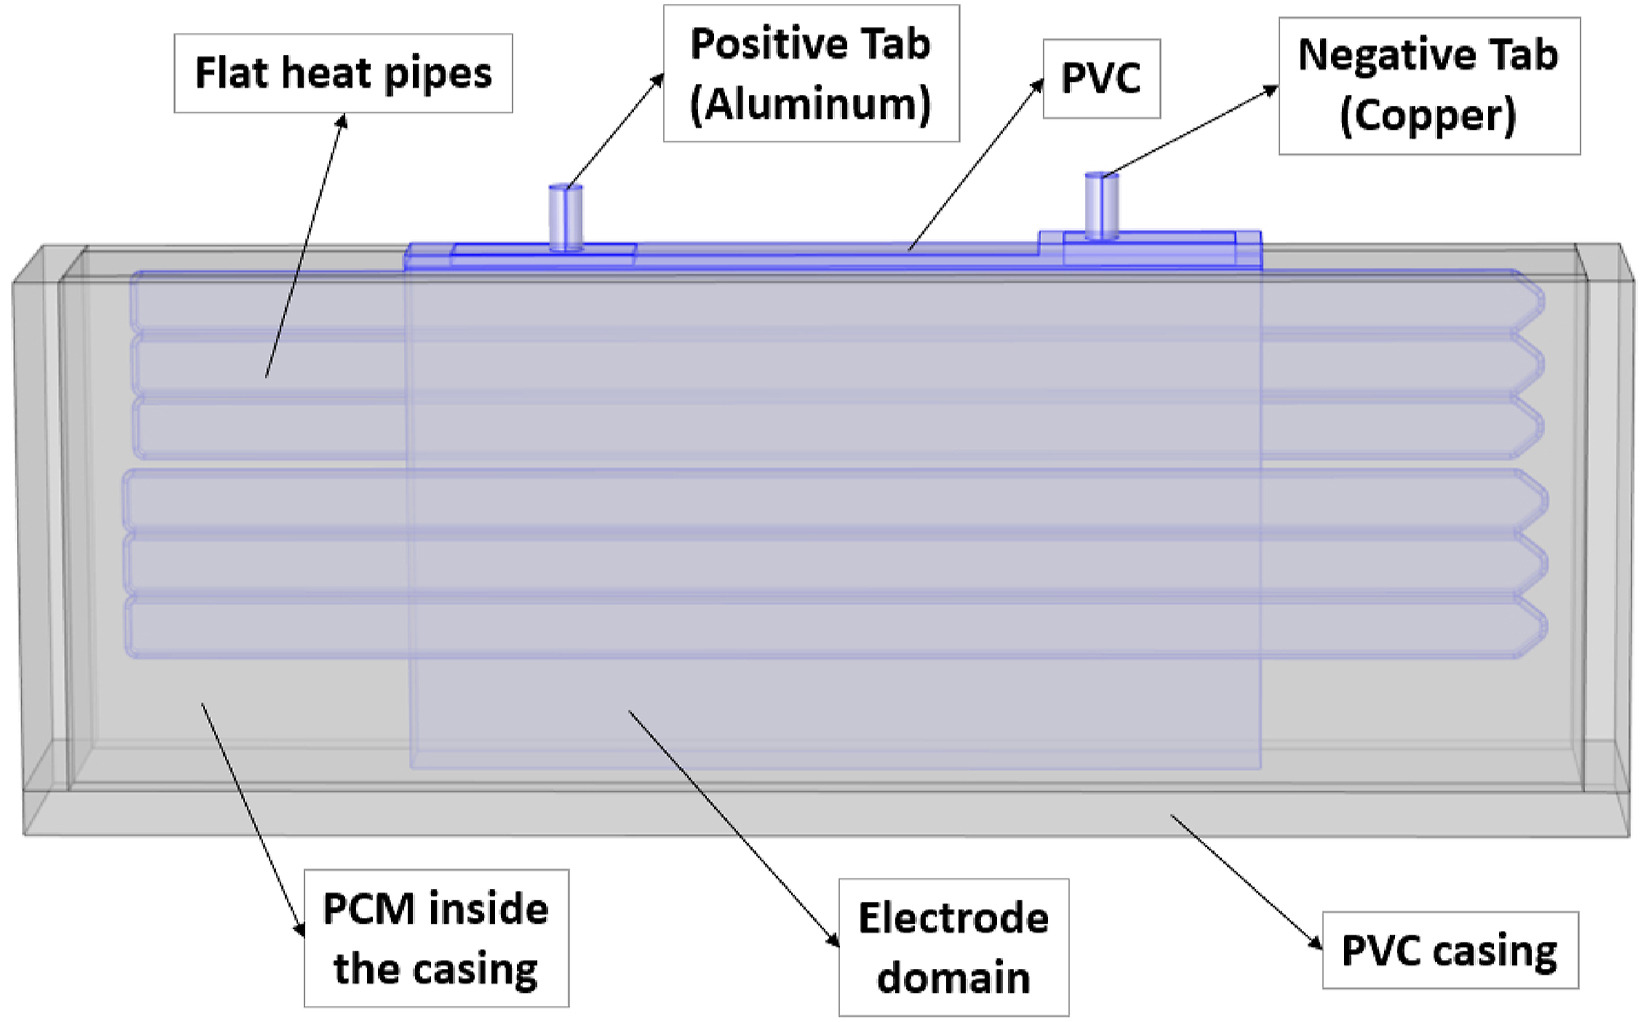 Flat heat pipes
Positive Tab
(Aluminum)
PVC
Negative Tab
(Copper)
PCM inside
the casing
Electrode
domain
PVC casing